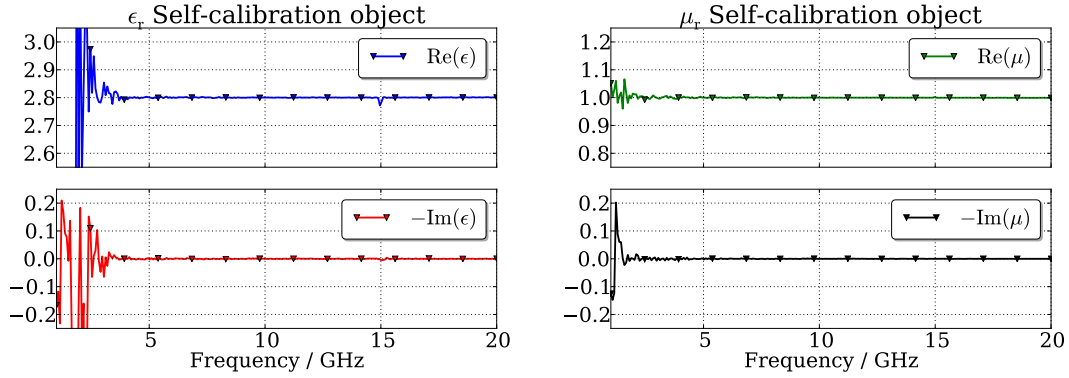 ϵr Self-calibration object
3.0
2.9
2.8
2.7
2.6
Re(ϵ)
0.2
0.1
0.0
−0.1
−0.2
−Im(ϵ)
5 10 15 20
Frequency / GHz
μr Self-calibration object
1.2
1.1
1.0
0.9
0.8
Re(μ)
0.2
0.1
0.0
−0.1
−0.2
−Im(μ)
5 10 15 20
Frequency / GHz